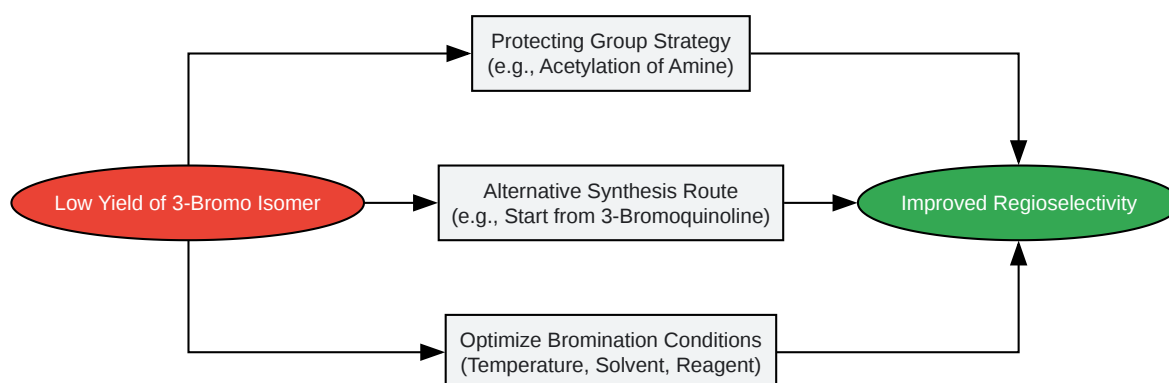 Protecting Group Strategy
(e.g., Acetylation of Amine)
Low Yield of 3-Bromo Isomer
Alternative Synthesis Route
(e.g., Start from 3-Bromoquinoline)
Improved Regioselectivity
Optimize Bromination Conditions
(Temperature, Solvent, Reagent)